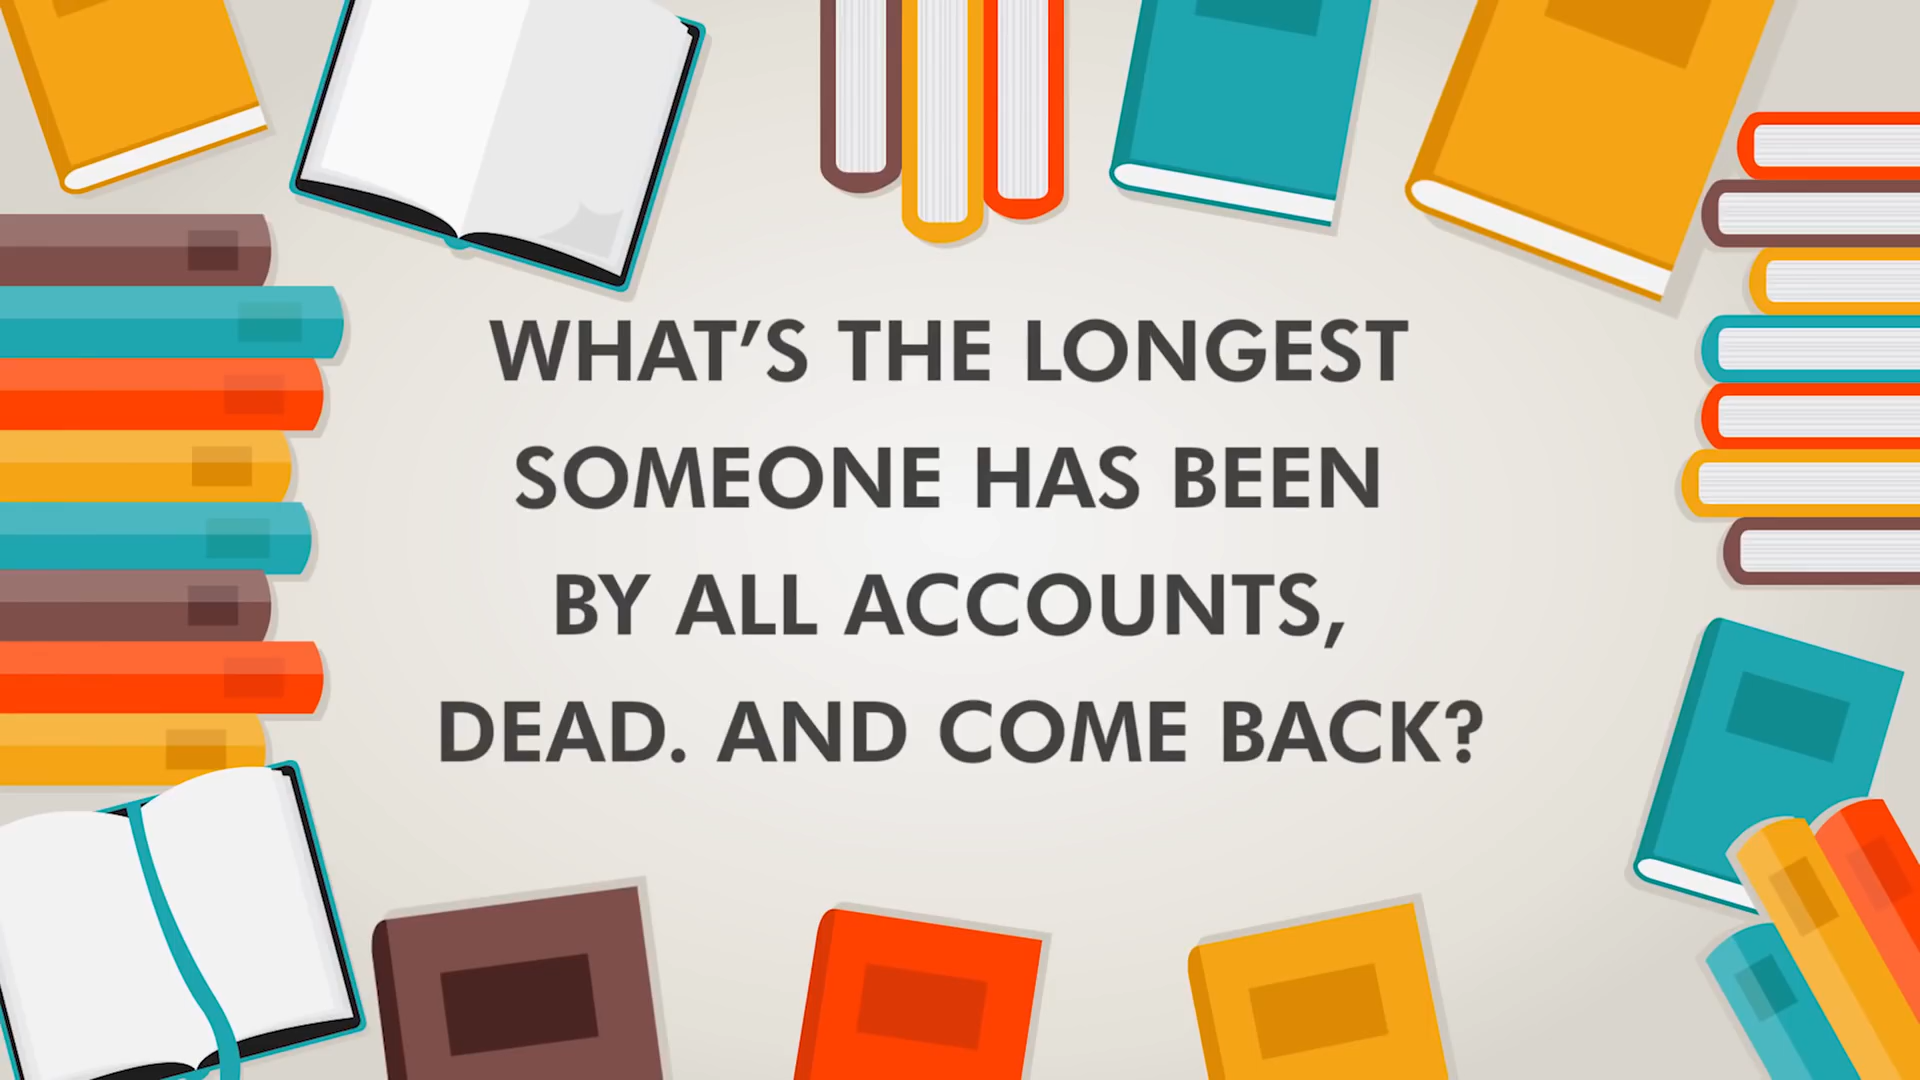 WHAT’S THE LONGEST
SOMEONE HAS BEEN
BY ALL ACCOUNTS,
DEAD. AND COME BACK?